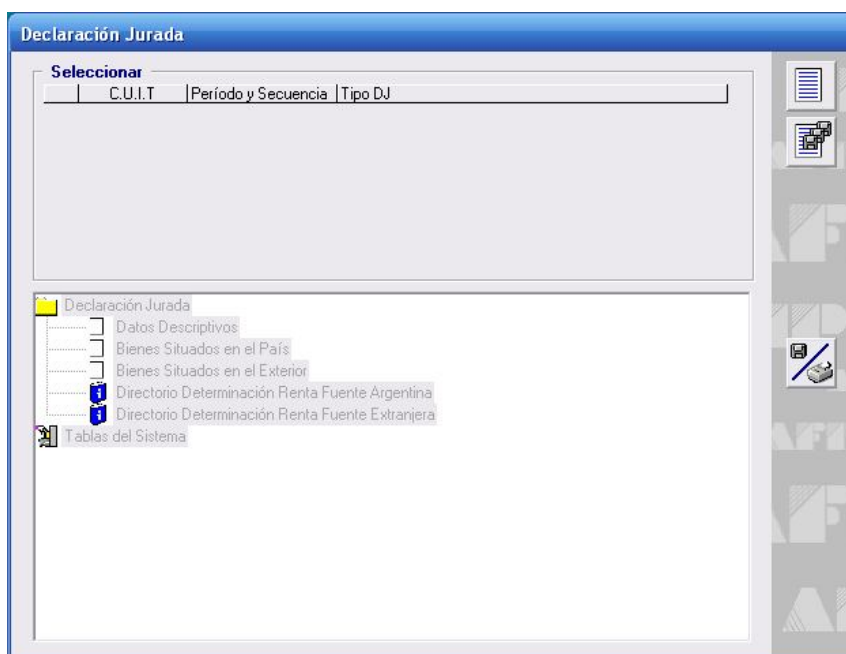 Declaración Jurada
Seleccionar
C.U.I.T Período y Secuencia Tipo DJ
Declaración Jurada
Datos Descriptivos
Bienes Situados en el País
Bienes Situados en el Exterior
Directorio Determinación Renta Fuente Argentina
Directorio Determinación Renta Fuente Extranjera
Tablas del Sistema